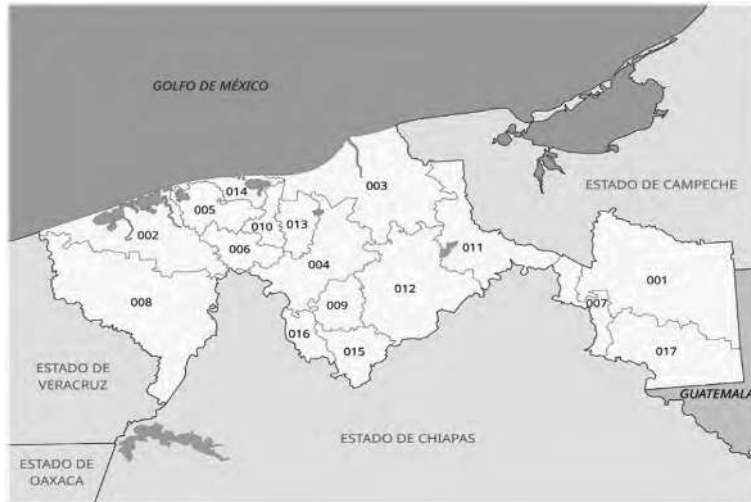 GOLFO DE MÉXICO
014
003
ESTADO DE CAMPECHE
005
002
010
013
006
011
004
001
012
008
009
007
016
015
017
ESTADO DE
VERACRUZ
GUATEMALA
ESTADO DE CHIAPAS
ESTADO DE
OAXACA